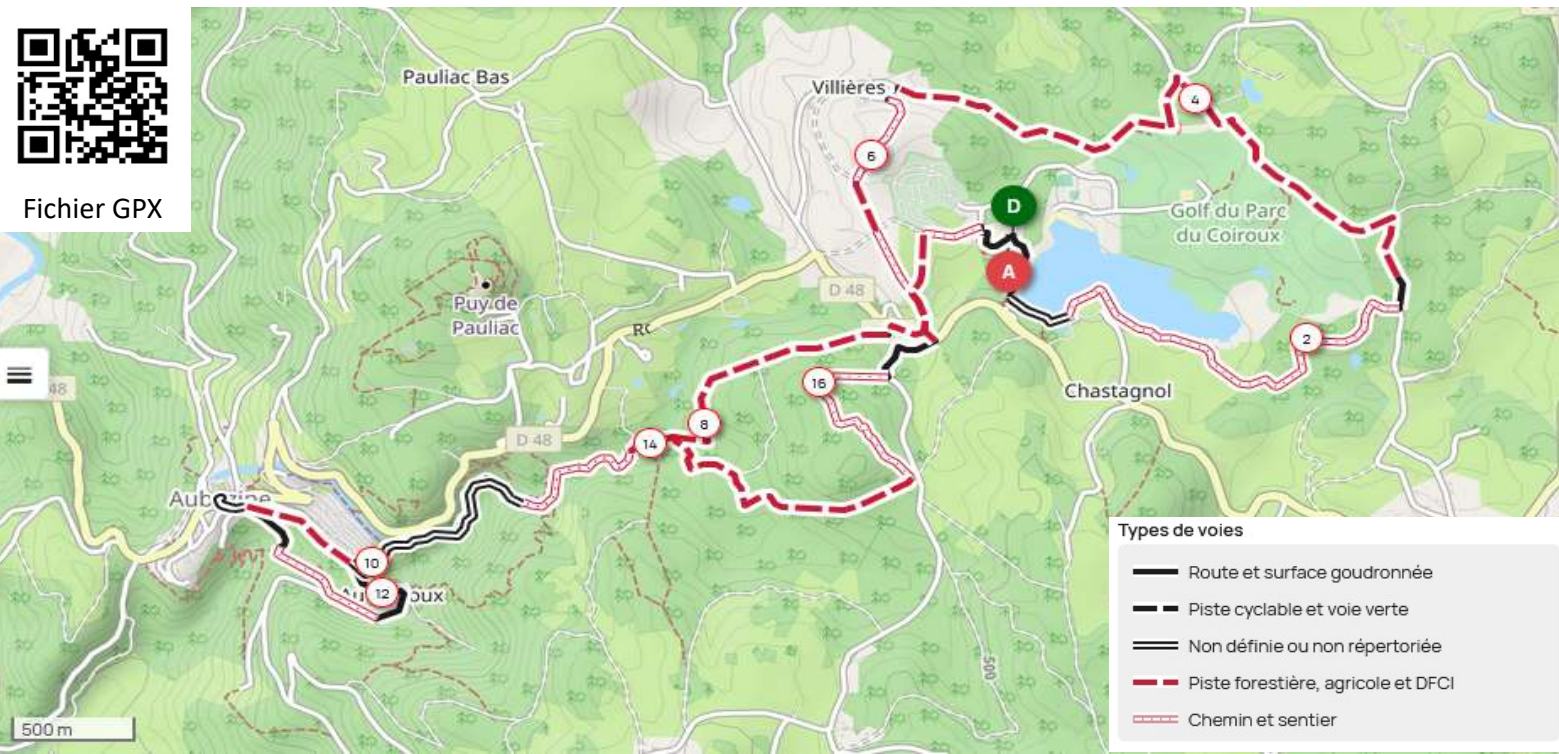 Fichier GPX
Pauliac Bas
Villières
4
6
D
Golf du Parc
du Coiroux
A
D 48
Puy de
Pauliac
2
48
16
Chastagnol
8
D 48
14
10
12
500
500 m
Types de voies
Route et surface goudronnée
Piste cyclable et voie verte
Non définie ou non répertoriée
Piste forestière, agricole et DFCI
Chemin et sentier